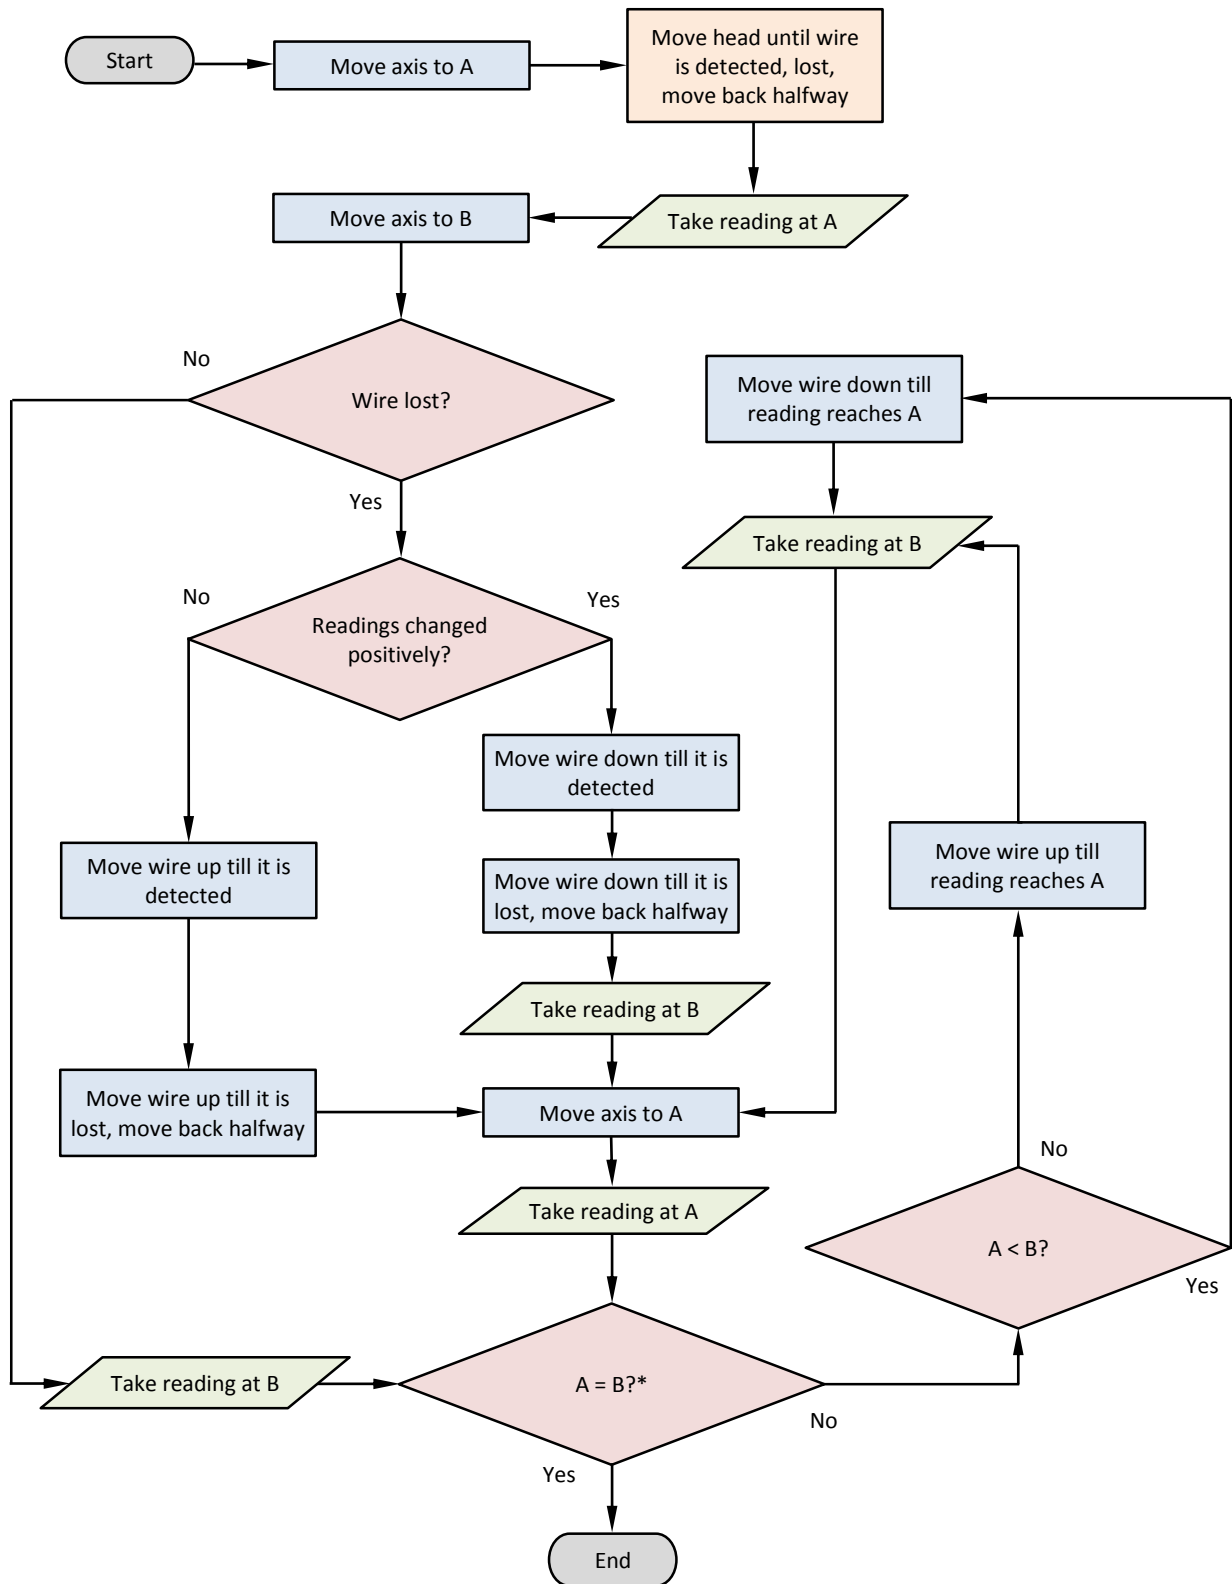 Start
Move axis to A
Move head until wire
is detected, lost,
move back halfway
Take reading at A
Move axis to B
No
Wire lost?
Yes
Move wire down till
reading reaches A
Take reading at B
No
Yes
Readings changed
positively?
Move wire down till it is
detected
Move wire up till it is
detected
Move wire down till it is
lost, move back halfway
Move wire up till
reading reaches A
Take reading at B
Move wire up till it is
lost, move back halfway
Move axis to A
No
Take reading at A
A < B?
Yes
Take reading at B
A = B?*
No
Yes
End